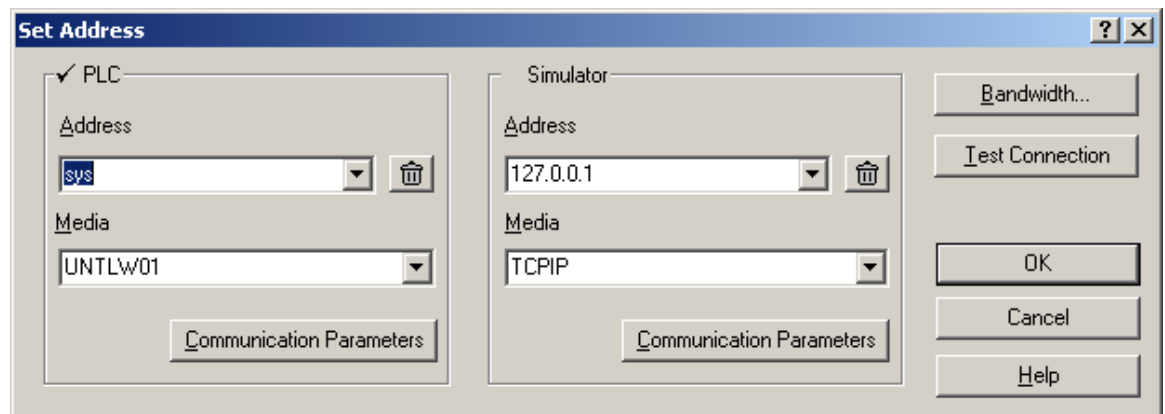 Set Address
PLC
Address
sys
Media
UNTLW01
Communication Parameters
Simulator
Address
127.0.0.1
Media
TCPIP
Communication Parameters
Bandwidth...
Test Connection
OK
Cancel
Help